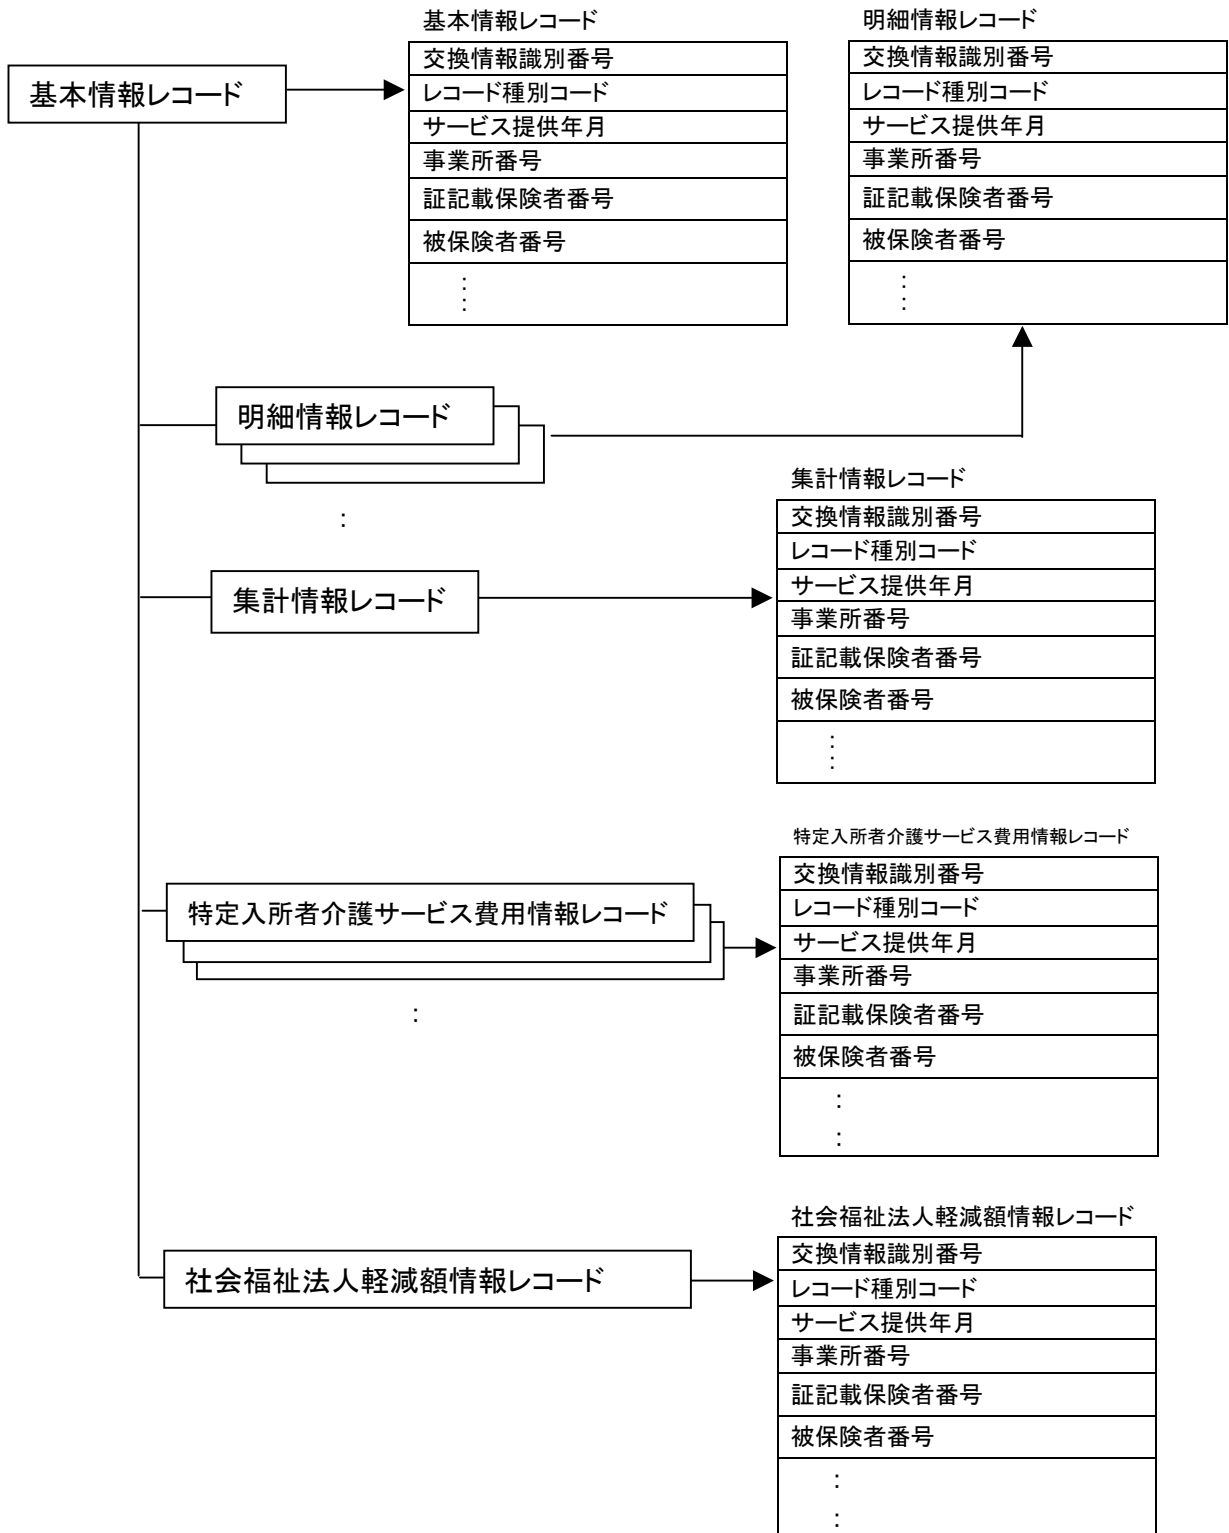 基本情報レコード
基本情報レコード
交換情報識別番号
レコード種別コード
サービス提供年月
事業所番号
証記載保険者番号
被保険者番号
:
:
明細情報レコード
交換情報識別番号
レコード種別コード
サービス提供年月
事業所番号
証記載保険者番号
被保険者番号
:
:
明細情報レコード
:
集計情報レコード
集計情報レコード
交換情報識別番号
レコード種別コード
サービス提供年月
事業所番号
証記載保険者番号
被保険者番号
:
:
特定入所者介護サービス費用情報レコード
:
特定入所者介護サービス費用情報レコード
交換情報識別番号
レコード種別コード
サービス提供年月
事業所番号
証記載保険者番号
被保険者番号
:
:
社会福祉法人軽減額情報レコード
社会福祉法人軽減額情報レコード
交換情報識別番号
レコード種別コード
サービス提供年月
事業所番号
証記載保険者番号
被保険者番号
:
: